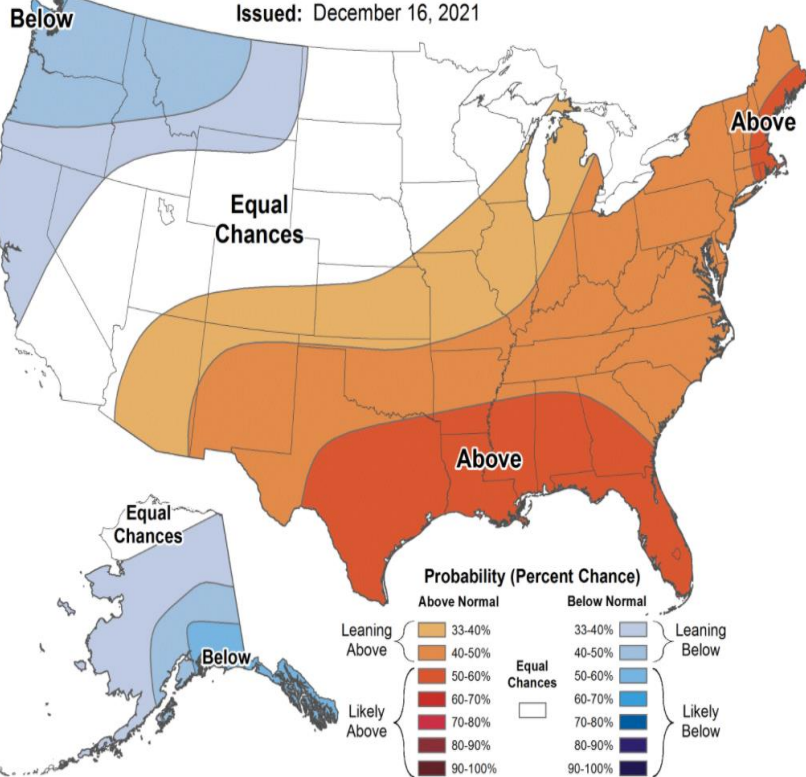 Issued: December 16, 2021
Below
Above
Equal
Chances
Above
Equal
Chances
Below
Probability (Percent Chance)
Above Normal
Below Normal
Leaning
Above
33-40%
40-50%
Likely
Above
50-60%
60-70%
70-80%
80-90%
90-100%
Equal
Chances
33-40%
40-50%
Leaning
Below
50-60%
60-70%
70-80%
80-90%
90-100%
Likely
Below